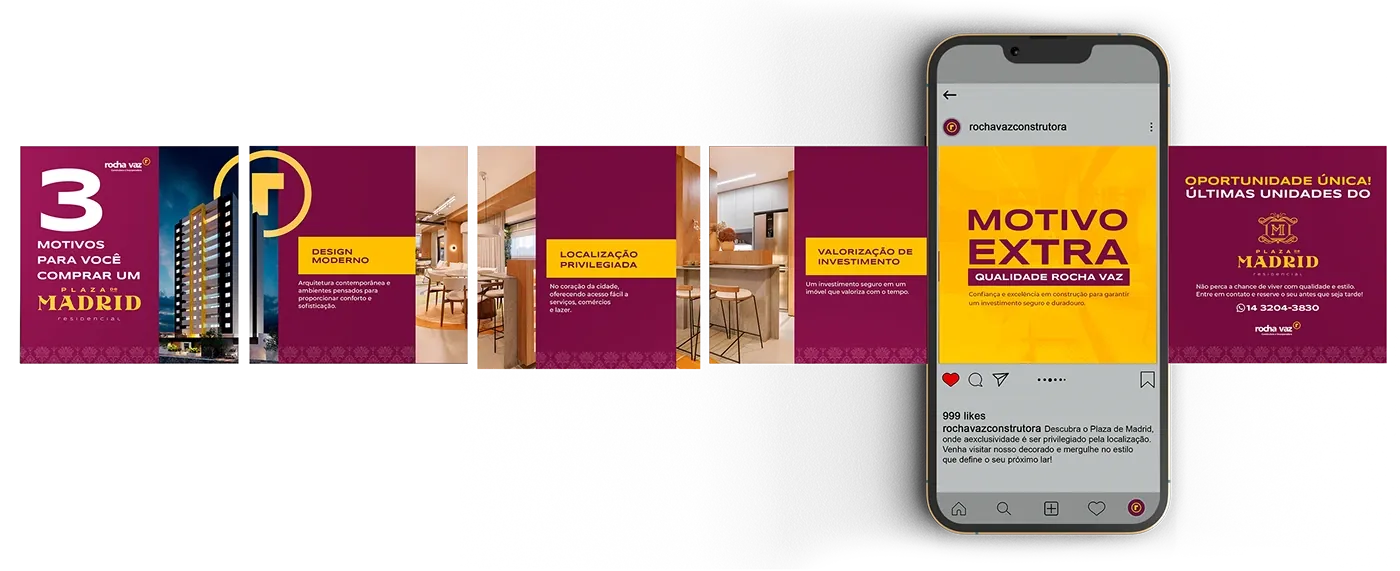 3
rocha vaz
MOTIVOS
PARA VOCÊ
COMPRAR UM
PLAZA DE
MADRID
residencial
DESIGN
MODERNO
Arquitetura contemporânea e
ambientes pensados para
proporcionar conforto e
sofisticação.
LOCALIZAÇÃO
PRIVILEGIADA
No coração da cidade,
oferecendo acesso fácil a
serviços, comércios
e lazer.
VALORIZAÇÃO DE
INVESTIMENTO
Um investimento seguro em um
imóvel que valoriza com o tempo.
rochavazconstrutora
MOTIVO
EXTRA
QUALIDADE ROCHA VAZ
Confiança e excelência em construção para garantir
um investimento seguro e duradouro.
999 likes
rochavazconstrutora Descubra o Plaza de Madrid,
onde aexclusividade é ser privilegiado pela localização.
Venha visitar nosso decorado e mergulhe no estilo
que define o seu próximo lar!
OPORTUNIDADE ÚNICA!
ÚLTIMAS UNIDADES DO
M
PLAZA DE
MADRID
residencial
Não perca a chance de viver com qualidade e estilo.
Entre em contato e reserve o seu antes que seja tarde!
14 3204-3830
rocha vaz